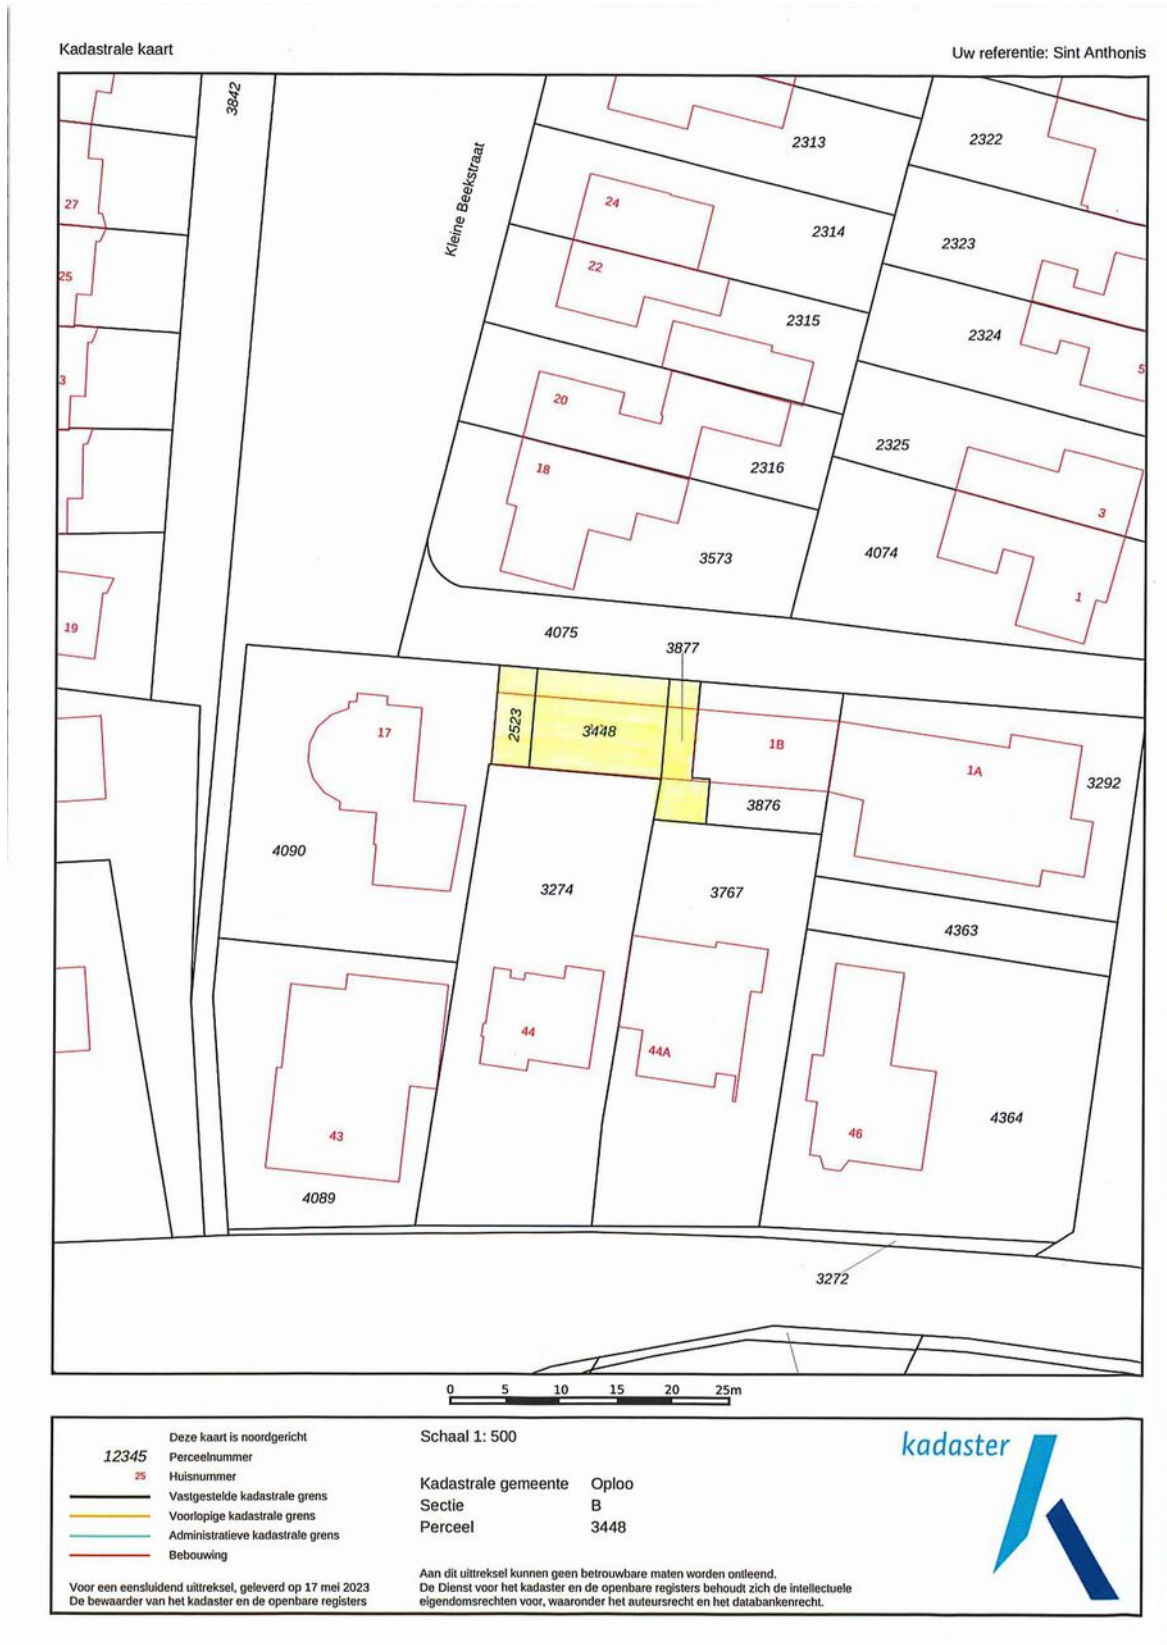 Kadastrale kaart
Uw referentie: Sint Anthonis
3842
Kleine Beekstraat
2313
2322
27
24
2314
2323
25
22
2315
2324
3
20
5
2325
18
2316
3
3573
4074
1
19
4075
3877
17
2523
3448
1B
1A
3292
3876
4090
3274
3767
4363
44
44A
43
46
4364
4089
3272
0 5 10 15 20 25m
Deze kaart is noordgericht
12345 Perceelnummer
25 Huisnummer
Vastgestelde kadastrale grens
Voorlopige kadastrale grens
Administratieve kadastrale grens
Bebouwing
Voor een eensluidend uittreksel, geleverd op 17 mei 2023
De bewaarder van het kadaster en de openbare registers
Schaal 1: 500
Kadastrale gemeente Oploo
Sectie B
Perceel 3448
Aan dit uittreksel kunnen geen betrouwbare maten worden ontleend.
De Dienst voor het kadaster en de openbare registers behoudt zich de intellectuele
eigendomsrechten voor, waaronder het auteursrecht en het databankenrecht.
kadaster